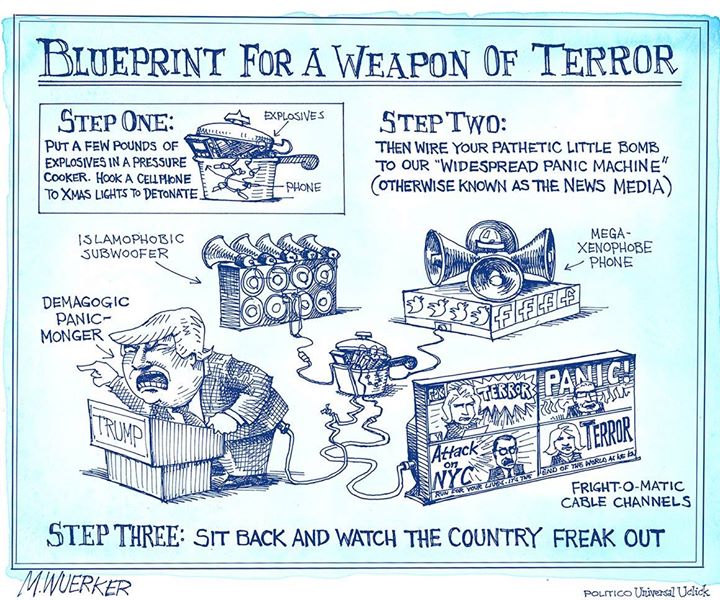 BLUEPRINT FOR A WEAPON OF TERROR
STEP ONE:
PUT A FEW POUNDS OF
EXPLOSIVES IN A PRESSURE
COOKER. HOOK A CELLPHONE
TO XMAS LIGHTS TO DETONATE
EXPLOSIVES
PHONE
STEP TWO:
THEN WIRE YOUR PATHETIC LITTLE BOMB
TO OUR "WIDESPREAD PANIC MACHINE"
(OTHERWISE KNOWN AS THE NEWS MEDIA)
ISLAMOPHOBIC
SUBWOOFER
MEGA-
XENOPHOBE
PHONE
DEMAGOGIC
PANIC-
MONGER
TRUMP
f f f f
FOX
TERROR
PANIC!
Attack
on
NYC
RUN FOR YOUR LIVES. IT'S THE
END OF THE WORLD AS WE
TERROR
FRIGHT-O-MATIC
CABLE CHANNELS
STEP THREE: SIT BACK AND WATCH THE COUNTRY FREAK OUT
M.WUERKER
POLITICO Universal Uclick